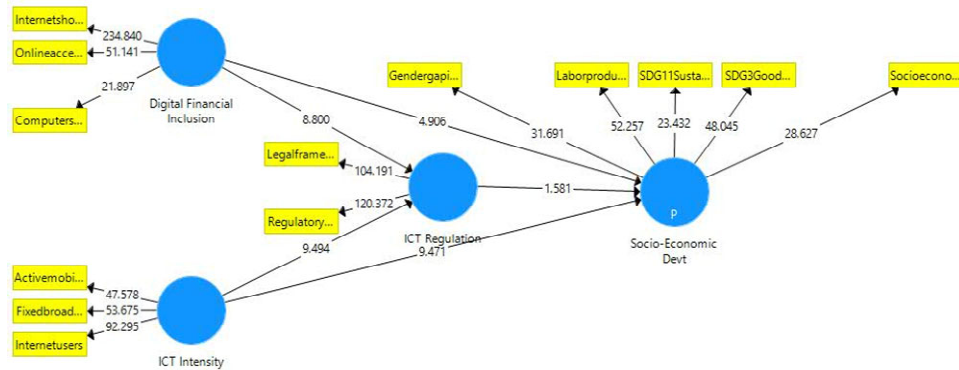 Internetsho...
234.840
Onlineacce...
51.141
21.897
Computers...
Digital Financial
Inclusion
Gendergapi...
Laborprodu...
SDG11Susta...
SDG3Good...
Socioecono...
8.800
4.906
31.691
52.257
23.432
48.045
28.627
Legalframe...
104.191
120.372
Regulatory...
ICT Regulation
1.581
P
Socio-Economic
Devt
9.494
9.471
Activemobi...
47.578
Fixedbroad...
53.675
92.295
Internetusers
ICT Intensity